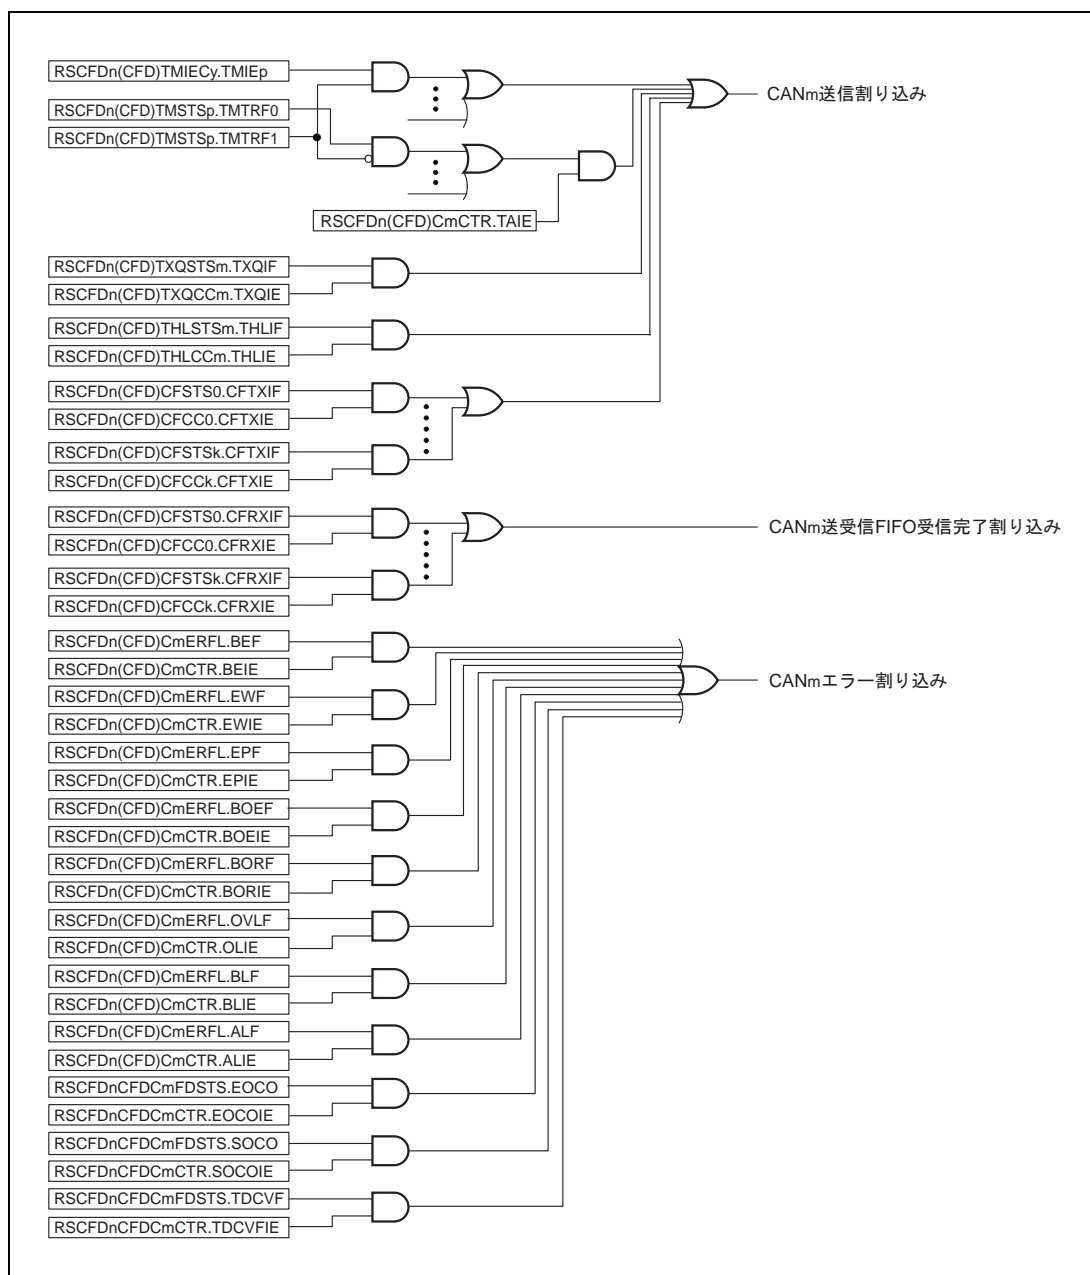 RSCFDn(CFD)TMIECy.TMIEp
RSCFDn(CFD)TMSTSp.TMTRF0
RSCFDn(CFD)TMSTSp.TMTRF1
CANm送信割り込み
RSCFDn(CFD)CmCTR.TAIE
RSCFDn(CFD)TXQSTSm.TXQIF
RSCFDn(CFD)TXQCCm.TXQIE
RSCFDn(CFD)THLSTSm.THLIF
RSCFDn(CFD)THLCCm.THLIE
RSCFDn(CFD)CFSTS0.CFTXIF
RSCFDn(CFD)CFCC0.CFTXIE
RSCFDn(CFD)CFSTSk.CFTXIF
RSCFDn(CFD)CFCCk.CFTXIE
RSCFDn(CFD)CFSTS0.CFRXIF
RSCFDn(CFD)CFCC0.CFRXIE
CANm送受信FIFO受信完了割り込み
RSCFDn(CFD)CFSTSk.CFRXIF
RSCFDn(CFD)CFCCk.CFRXIE
RSCFDn(CFD)CmERFL.BEF
RSCFDn(CFD)CmCTR.BEIE
CANmエラー割り込み
RSCFDn(CFD)CmERFL.EWF
RSCFDn(CFD)CmCTR.EWIE
RSCFDn(CFD)CmERFL.EPF
RSCFDn(CFD)CmCTR.EPIE
RSCFDn(CFD)CmERFL.BOEF
RSCFDn(CFD)CmCTR.BOEIE
RSCFDn(CFD)CmERFL.BORF
RSCFDn(CFD)CmCTR.BORIE
RSCFDn(CFD)CmERFL.OVLF
RSCFDn(CFD)CmCTR.OLIE
RSCFDn(CFD)CmERFL.BLF
RSCFDn(CFD)CmCTR.BLIE
RSCFDn(CFD)CmERFL.ALF
RSCFDn(CFD)CmCTR.ALIE
RSCFDnCFDCmFDSTS.EOCO
RSCFDnCFDCmCTR.EOCOIE
RSCFDnCFDCmFDSTS.SOCO
RSCFDnCFDCmCTR.SOCOIE
RSCFDnCFDCmFDSTS.TDCVF
RSCFDnCFDCmCTR.TDCVFIE